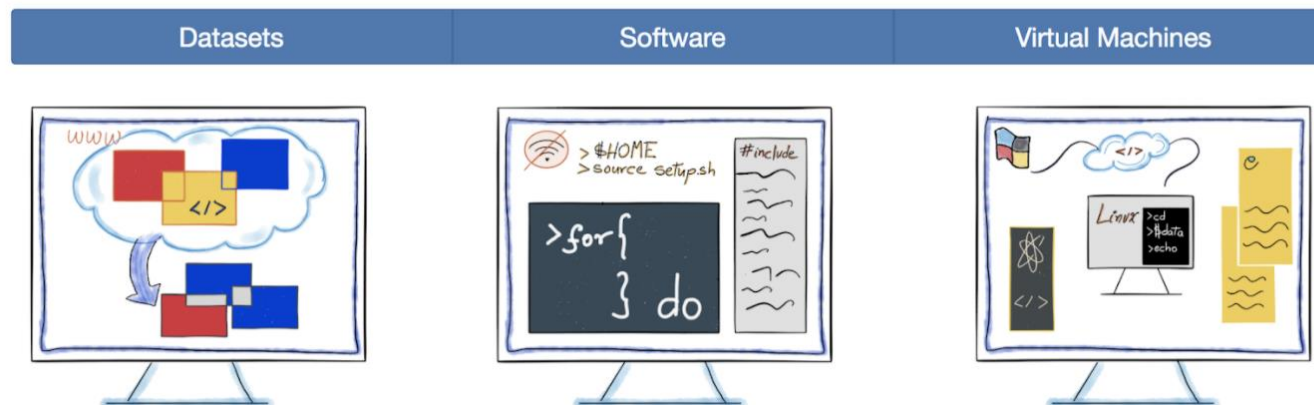 Datasets
Software
Virtual Machines
www
</>
> $HOME
> source setup.sh
>for{
} do
#include
</>
Linux
>cd
>$data
>echo
</>
e